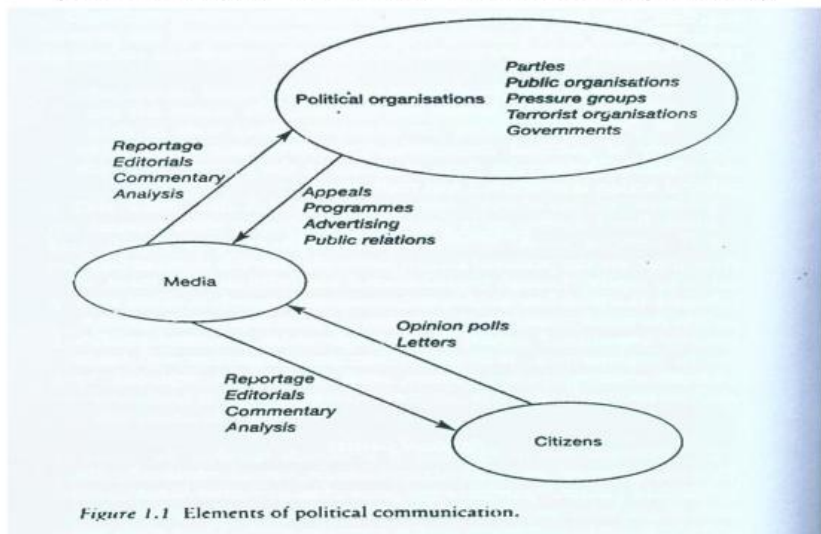 Parties
Political organisations
Public organisations
Pressure groups
Terrorist organisations
Governments
Reportage
Editorials
Commentary
Analysis
Appeals
Programmes
Advertising
Public relations
Media
Opinion polls
Letters
Reportage
Editorials
Commentary
Analysis
Citizens
Figure 1.1 Elements of political communication.